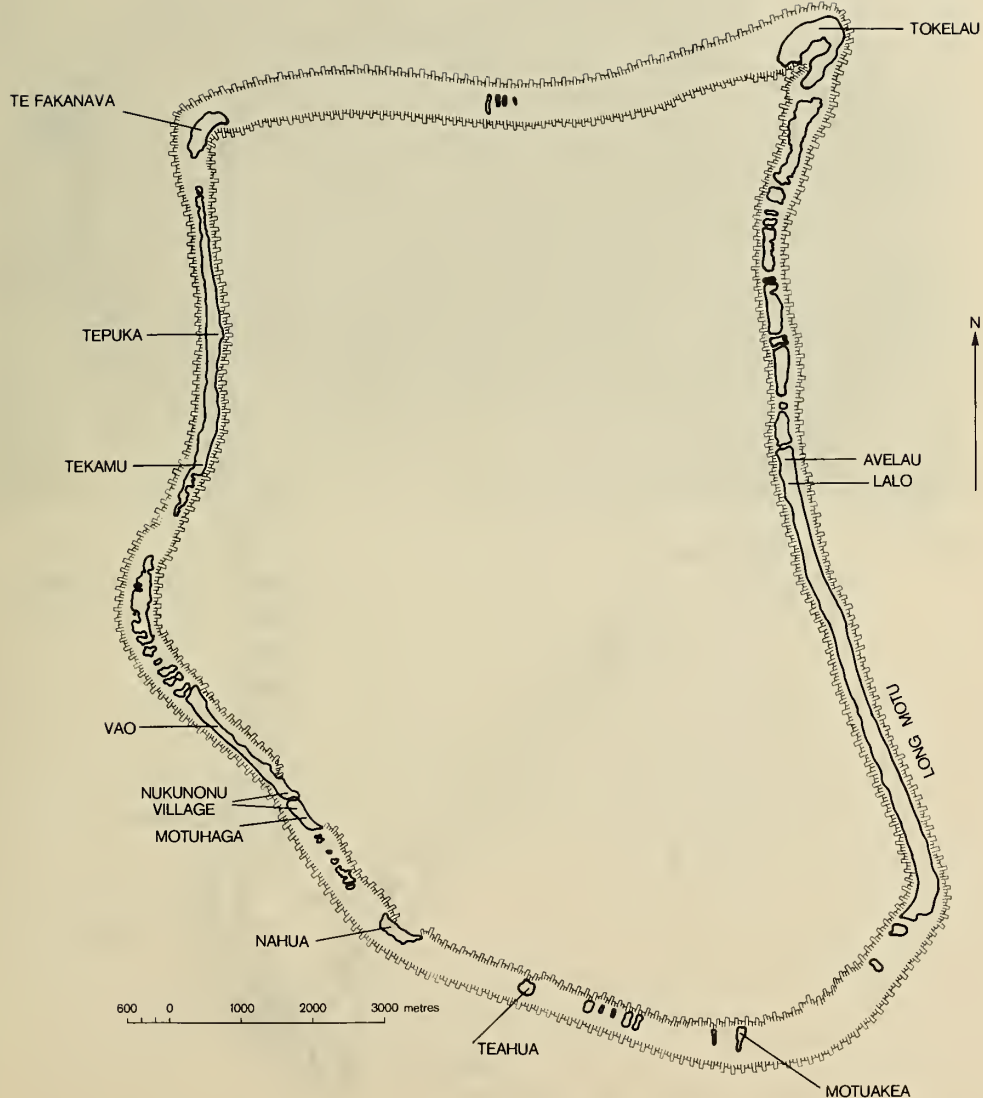 TOKELAU
TE FAKANAVA
N
TEPUKA
TEKAMU
AVELAU
LALO
LONG MOTU
VAO
NUKUNONU
VILLAGE
MOTUHAGA
NAHUA
600 0 1000 2000 3000 metres
TEAHUA
MOTUAKEA